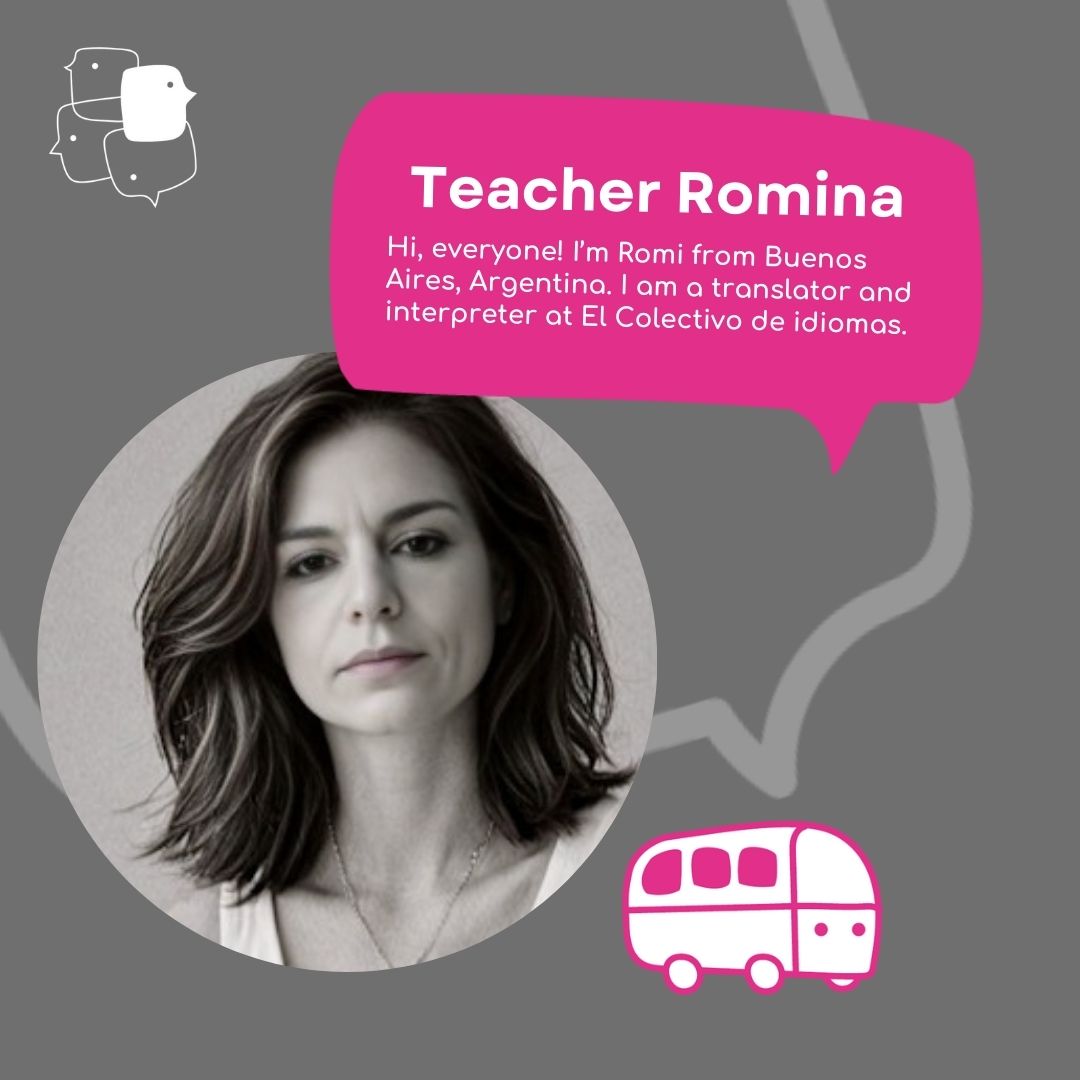 Teacher Romina
Hi, everyone! I'm Romi from Buenos
Aires, Argentina. I am a translator and
interpreter at El Colectivo de idiomas.